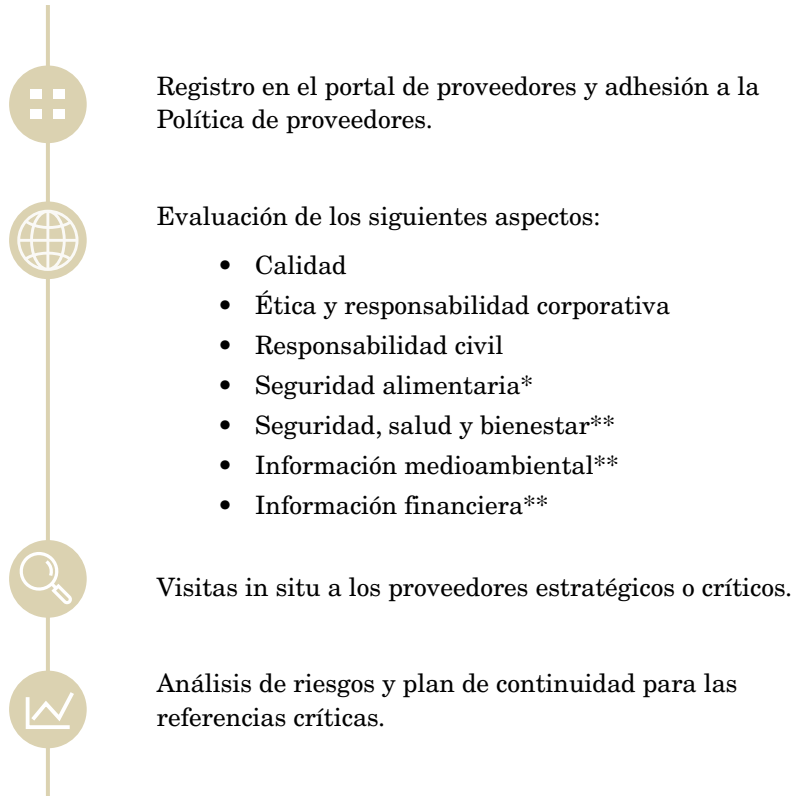 Registro en el portal de proveedores y adhesión a la
Política de proveedores.
Evaluación de los siguientes aspectos:
• Calidad
• Ética y responsabilidad corporativa
• Responsabilidad civil
• Seguridad alimentaria*
• Seguridad, salud y bienestar**
• Información medioambiental**
• Información financiera**
Visitas in situ a los proveedores estratégicos o críticos.
Análisis de riesgos y plan de continuidad para las
referencias críticas.